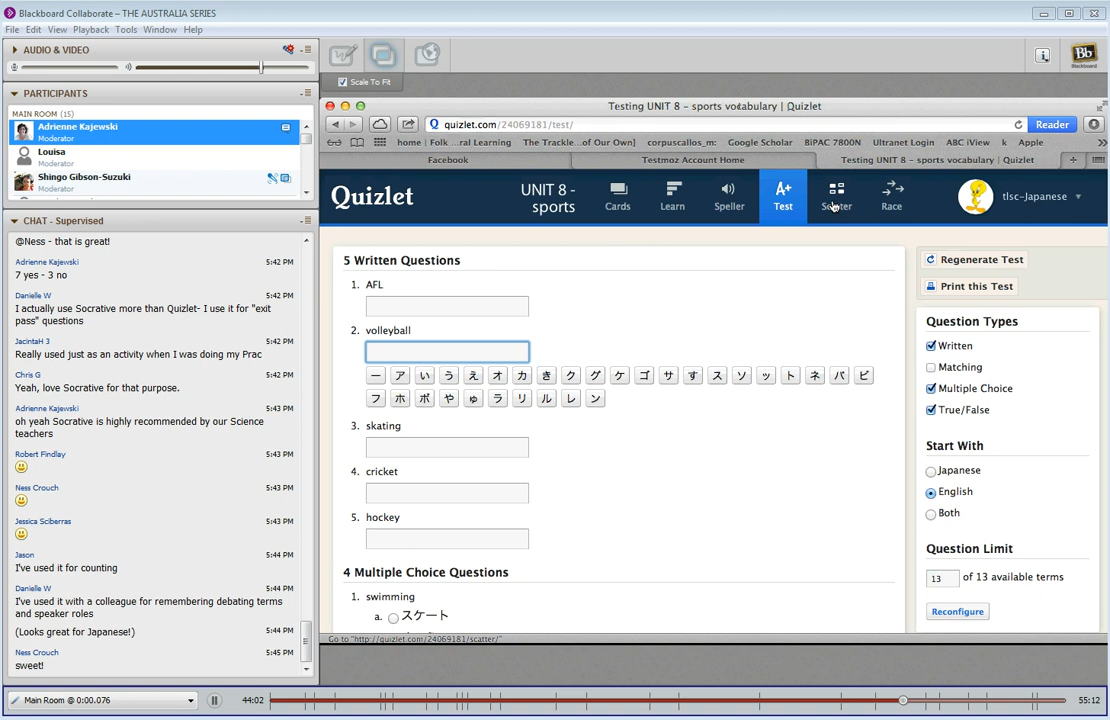 Blackboard Collaborate – THE AUSTRALIA SERIES
File Edit View Playback Tools Window Help
AUDIO & VIDEO
PARTICIPANTS
MAIN ROOM (15)
Adrienne Kajewski
Moderator
Louisa
Moderator
Shingo Gibson-Suzuki
Moderator
CHAT - Supervised
@Ness - that is great!
Adrienne Kajewski 5:42 PM
7 yes - 3 no
Danielle W 5:42 PM
I actually use Socrative more than Quizlet- I use it for "exit
pass" questions
JacintaH 3 5:42 PM
Really used just as an activity when I was doing my Prac
Chris G 5:42 PM
Yeah, love Socrative for that purpose.
Adrienne Kajewski 5:43 PM
oh yeah Socrative is highly recommended by our Science
teachers
Robert Findlay 5:43 PM
Ness Crouch 5:43 PM
Jessica Sciberras 5:43 PM
Jason 5:44 PM
I've used it for counting
Danielle W 5:44 PM
I've used it with a colleague for remembering debating terms
and speaker roles
(Looks great for Japanese!) 5:44 PM
Ness Crouch 5:45 PM
sweet!
Main Room @ 0:00.076
44:02
55:12
Scale To Fit
Bb
Blackboard
Testing UNIT 8 – sports vocabulary | Quizlet
quizlet.com/24069181/test/
Reader
home | Folk ...ral Learning The Trackle...of Our Own] corpuscallos_m: Google Scholar BiPAC 7800N Ultranet Login ABC iView k Apple
Facebook Testmoz Account Home Testing UNIT 8 – sports vocabulary | Quizlet
Quizlet
UNIT 8 -
sports
Cards Learn Speller A+ Test Scatter Race
tlsc-Japanese
5 Written Questions
1. AFL
2. volleyball
ー ア い う え オ カ き ク グ ケ ゴ サ す ス ソ ッ ト ネ バ ビ
フ ホ ボ や ゅ ラ リ ル レ ン
3. skating
4. cricket
5. hockey
4 Multiple Choice Questions
1. swimming
a. スケート
Go to "http://quizlet.com/24069181/scatter/"
Regenerate Test
Print this Test
Question Types
Written
Matching
Multiple Choice
True/False
Start With
Japanese
English
Both
Question Limit
13 of 13 available terms
Reconfigure